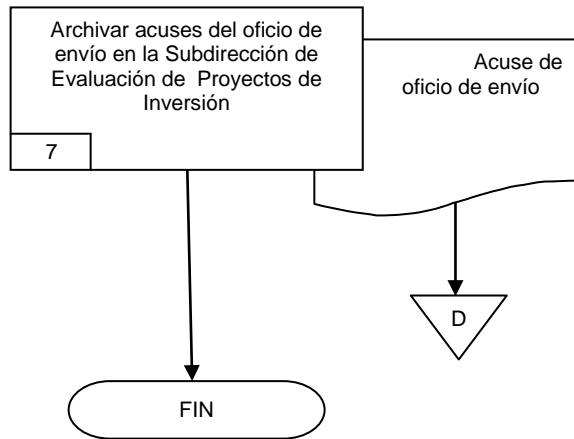 Archivar acuses del oficio de
envío en la Subdirección de
Evaluación de  Proyectos de
Inversión
7
Acuse de
oficio de envío
D
FIN